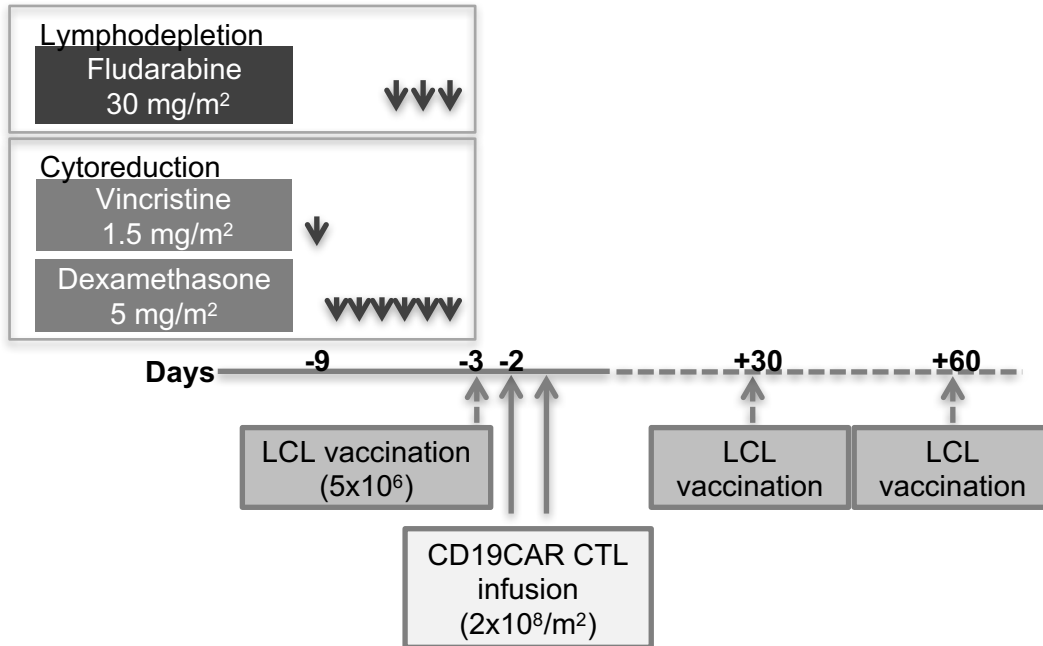 Lymphodepletion
Fludarabine
30 mg/m²
Cytoreduction
Vincristine
1.5 mg/m²
Dexamethasone
5 mg/m²
Days -9 -3 -2 +30 +60
LCL vaccination
(5x10⁶)
LCL
vaccination
LCL
vaccination
CD19CAR CTL
infusion
(2x10⁸/m²)